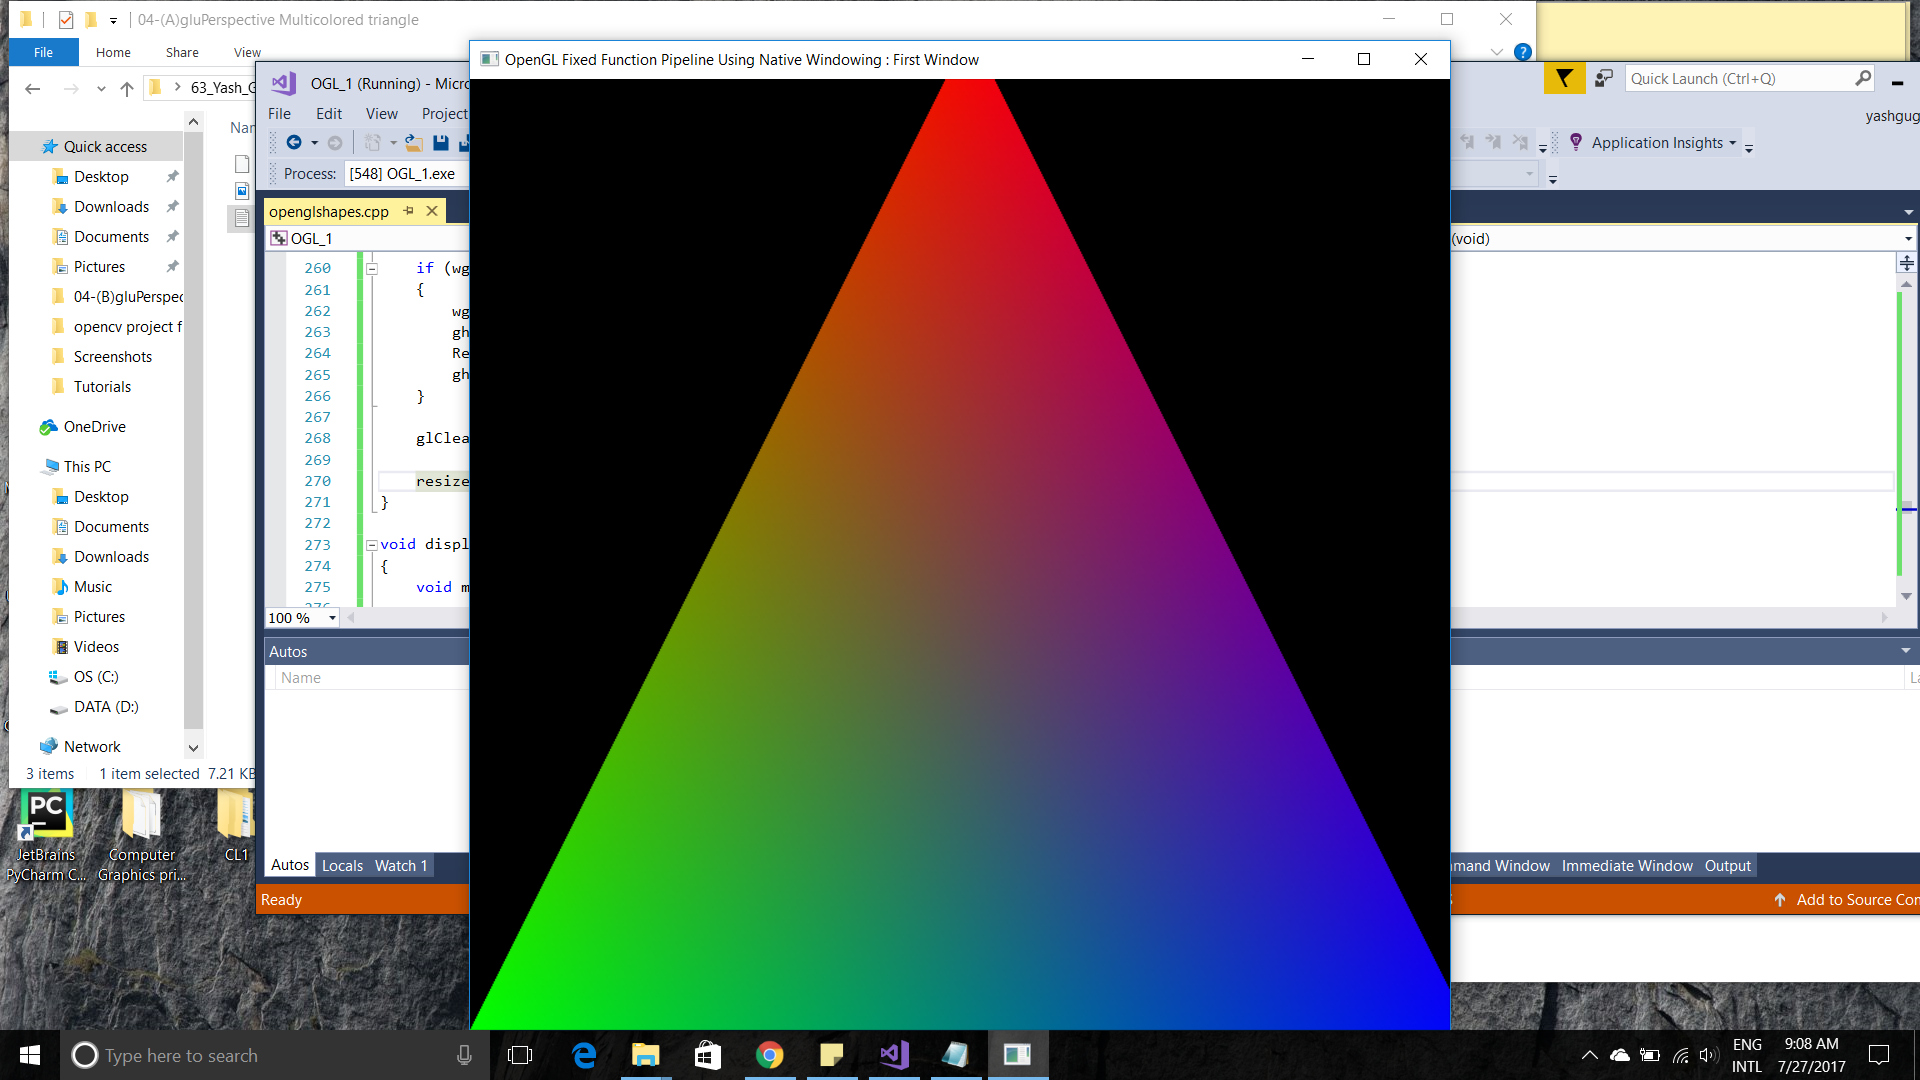 04-(A)gluPerspective Multicolored triangle
File Home Share View
63_Yash_G
Quick access
Desktop
Downloads
Documents
Pictures
04-(B)gluPerspec
opencv project f
Screenshots
Tutorials
OneDrive
This PC
Desktop
Documents
Downloads
Music
Pictures
Videos
OS (C:)
DATA (D:)
Network
3 items 1 item selected 7.21 KB
Nar
OGL_1 (Running) - Micro
File Edit View Project
Process: [548] OGL_1.exe
openglshapes.cpp
OGL_1
260 if (wg
261 {
262 wg
263 gh
264 Re
265 gh
266 }
267
268 glClea
269
270 resize
271 }
272
273 void displ
274 {
275 void m
276
100 %
Autos
Name
Autos Locals Watch 1
Ready
OpenGL Fixed Function Pipeline Using Native Windowing : First Window
Quick Launch (Ctrl+Q)
yashgug
Application Insights
(void)
La
mmand Window Immediate Window Output
Add to Source Con
PC
JetBrains
PyCharm C...
Computer
Graphics pri...
CL1
Type here to search
ENG
INTL
9:08 AM
7/27/2017